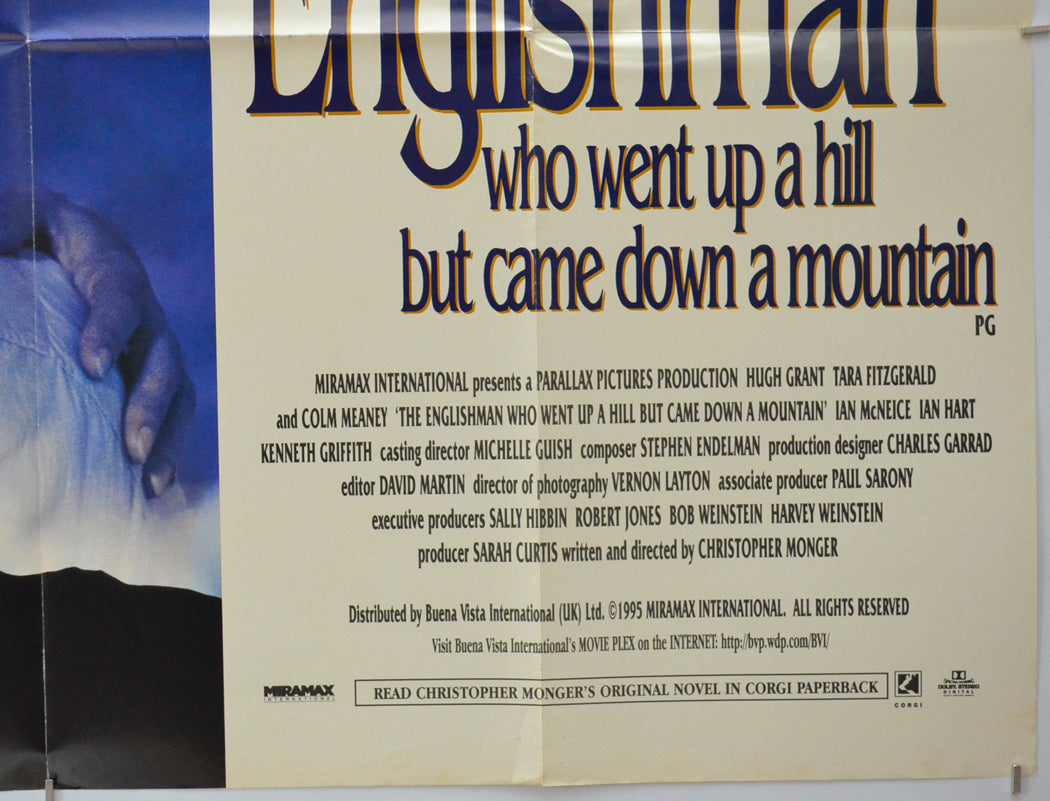 Englishman
who went up a hill
but came down a mountain
PG
MIRAMAX INTERNATIONAL presents a PARALLAX PICTURES PRODUCTION HUGH GRANT TARA FITZGERALD
and COLM MEANEY 'THE ENGLISHMAN WHO WENT UP A HILL BUT CAME DOWN A MOUNTAIN' IAN McNEICE IAN HART
KENNETH GRIFFITH casting director MICHELLE GUISH composer STEPHEN ENDELMAN production designer CHARLES GARRAD
editor DAVID MARTIN director of photography VERNON LAYTON associate producer PAUL SARONY
executive producers SALLY HIBBIN ROBERT JONES BOB WEINSTEIN HARVEY WEINSTEIN
producer SARAH CURTIS written and directed by CHRISTOPHER MONGER
Distributed by Buena Vista International (UK) Ltd. ©1995 MIRAMAX INTERNATIONAL. ALL RIGHTS RESERVED
Visit Buena Vista International's MOVIE PLEX on the INTERNET: http://bvp.wdp.com/BVI/
MIRAMAX
INTERNATIONAL
READ CHRISTOPHER MONGER'S ORIGINAL NOVEL IN CORGI PAPERBACK
CORGI
DOLBY STEREO
DIGITAL